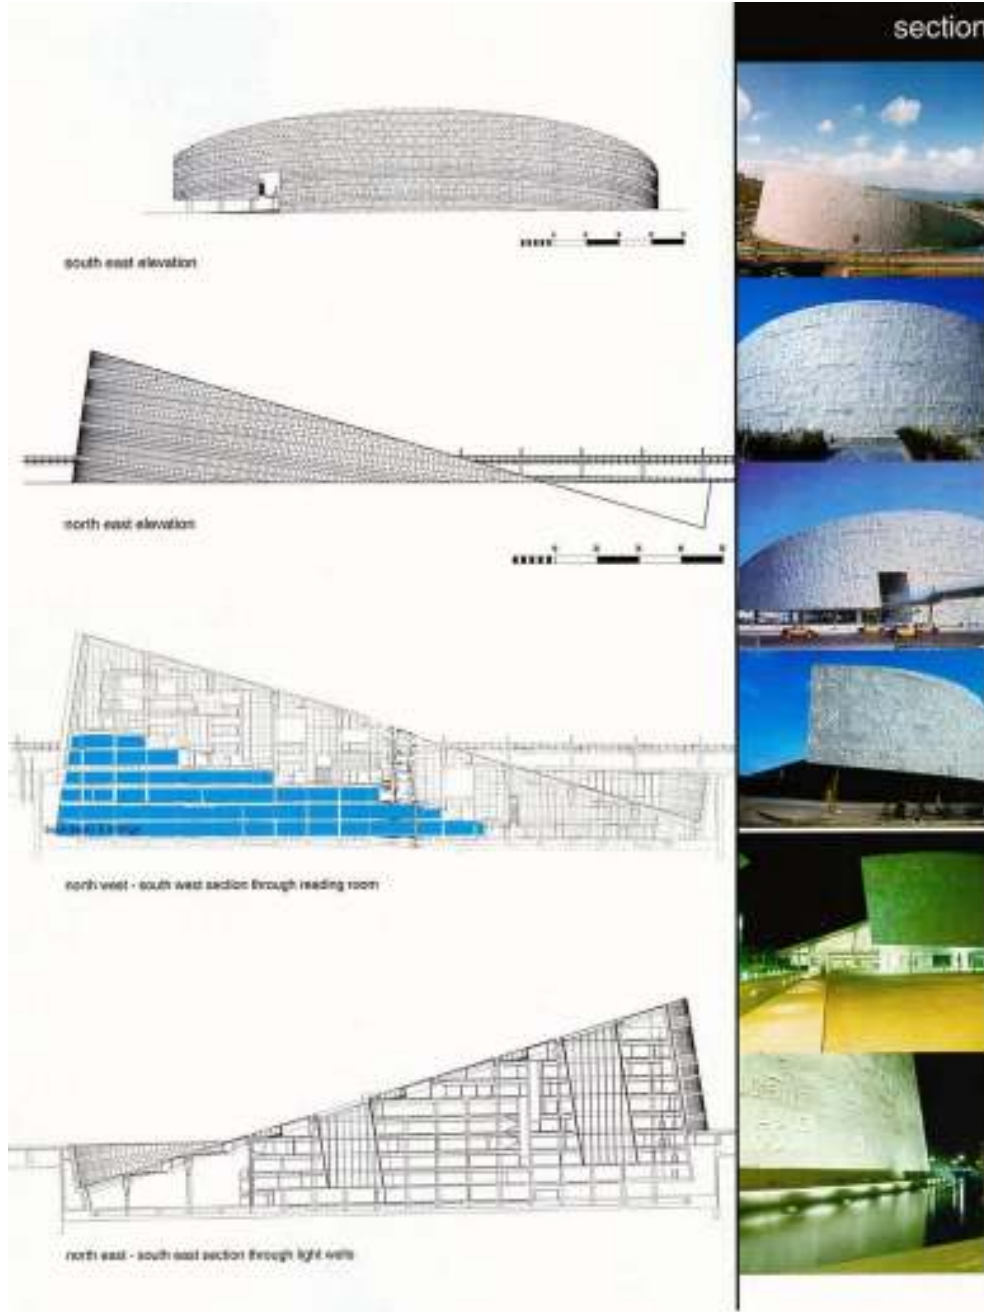 section
south east elevation
north east elevation
north west - south west section through reading room
north east - south east section through light wells